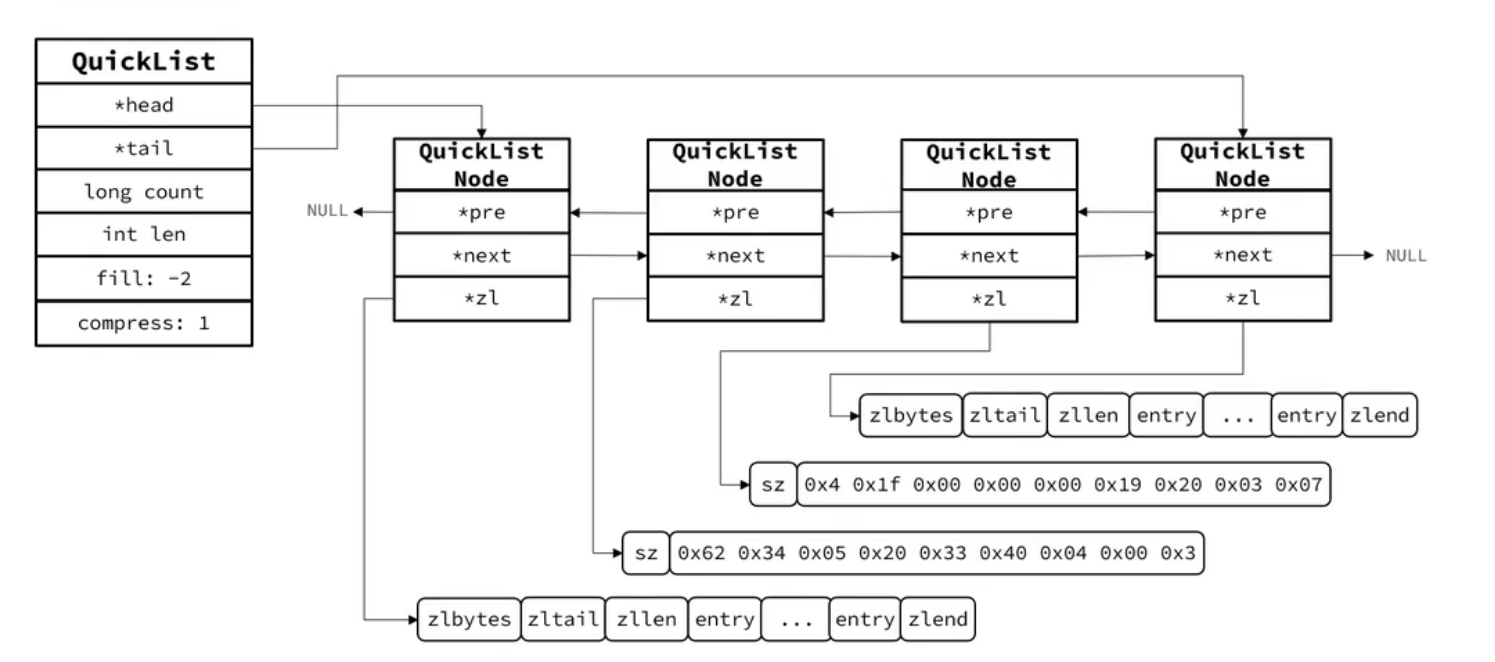 QuickList
*head
*tail
long count
int len
fill: -2
compress: 1
NULL
QuickList
Node
*pre
*next
*zl
QuickList
Node
*pre
*next
*zl
QuickList
Node
*pre
*next
*zl
QuickList
Node
*pre
*next
*zl
NULL
zlbytes zltail zllen entry ... entry zlend
sz 0x4 0x1f 0x00 0x00 0x00 0x19 0x20 0x03 0x07
sz 0x62 0x34 0x05 0x20 0x33 0x40 0x04 0x00 0x3
zlbytes zltail zllen entry ... entry zlend